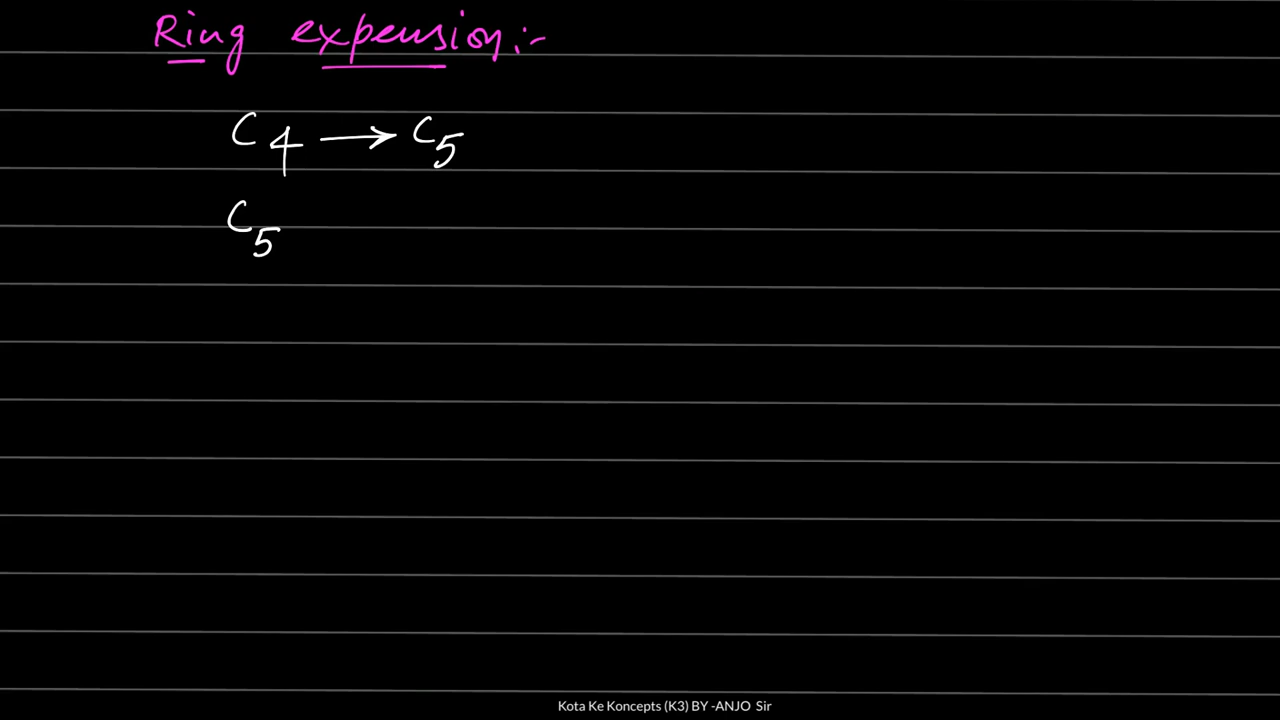 Ring expension:-
C4 → C5
C5
Kota Ke Koncepts (K3) BY -ANJO Sir